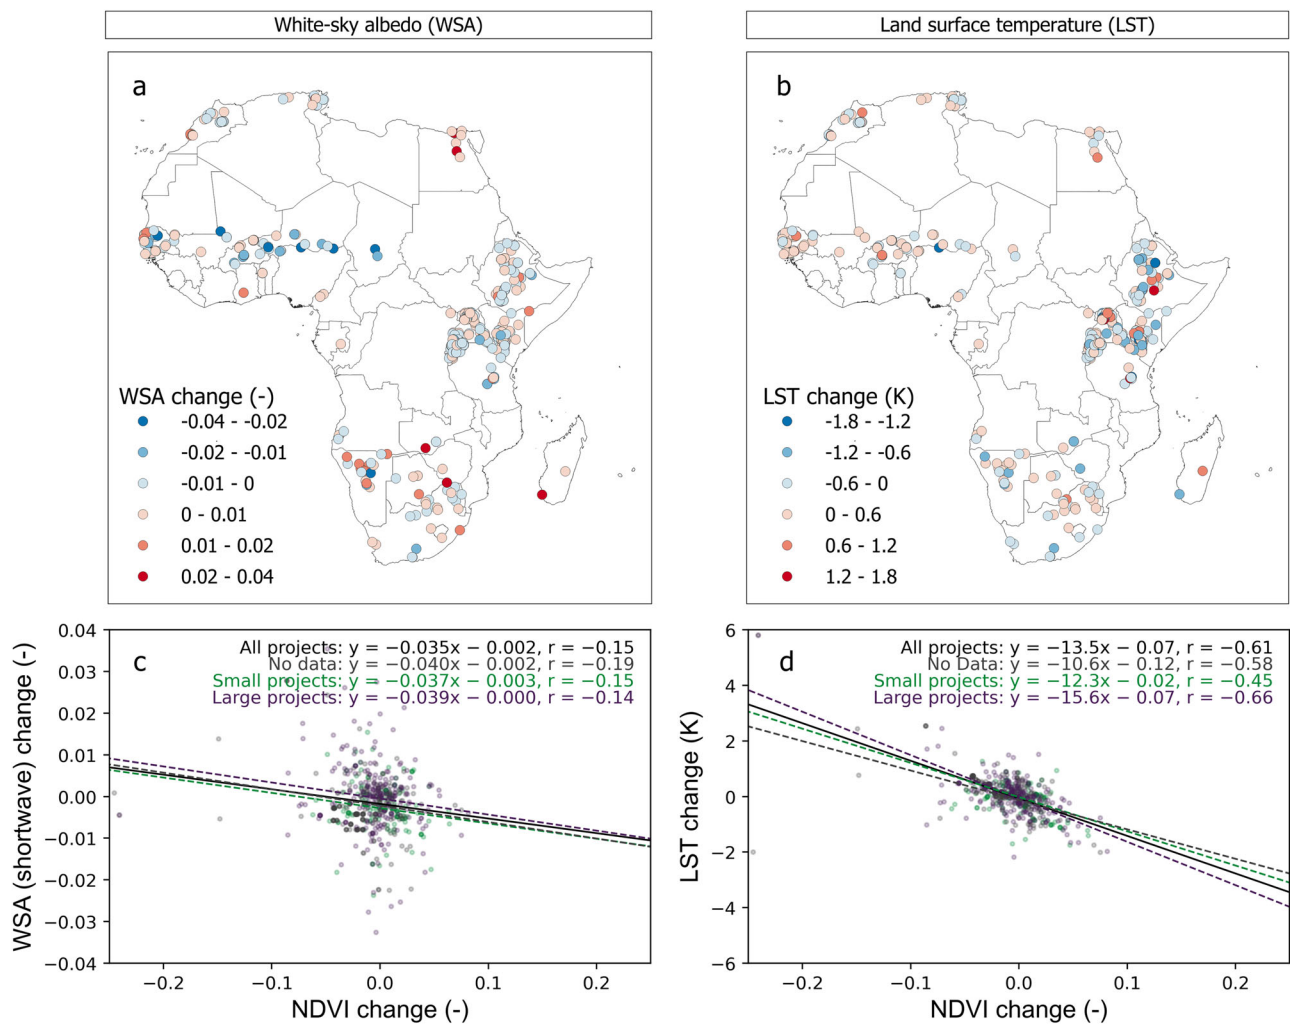 White-sky albedo (WSA)
Land surface temperature (LST)
a
WSA change (-)
-0.04 - -0.02
-0.02 - -0.01
-0.01 - 0
0 - 0.01
0.01 - 0.02
0.02 - 0.04
b
LST change (K)
-1.8 - -1.2
-1.2 - -0.6
-0.6 - 0
0 - 0.6
0.6 - 1.2
1.2 - 1.8
c
All projects: y = −0.035x − 0.002, r = −0.15
No data: y = −0.040x − 0.002, r = −0.19
Small projects: y = −0.037x − 0.003, r = −0.15
Large projects: y = −0.039x − 0.000, r = −0.14
WSA (shortwave) change (-)
0.04
0.03
0.02
0.01
0.00
−0.01
−0.02
−0.03
−0.04
−0.2
−0.1
0.0
0.1
0.2
NDVI change (-)
d
All projects: y = −13.5x − 0.07, r = −0.61
No Data: y = −10.6x − 0.12, r = −0.58
Small projects: y = −12.3x − 0.02, r = −0.45
Large projects: y = −15.6x − 0.07, r = −0.66
LST change (K)
6
4
2
0
−2
−4
−6
−0.2
−0.1
0.0
0.1
0.2
NDVI change (-)